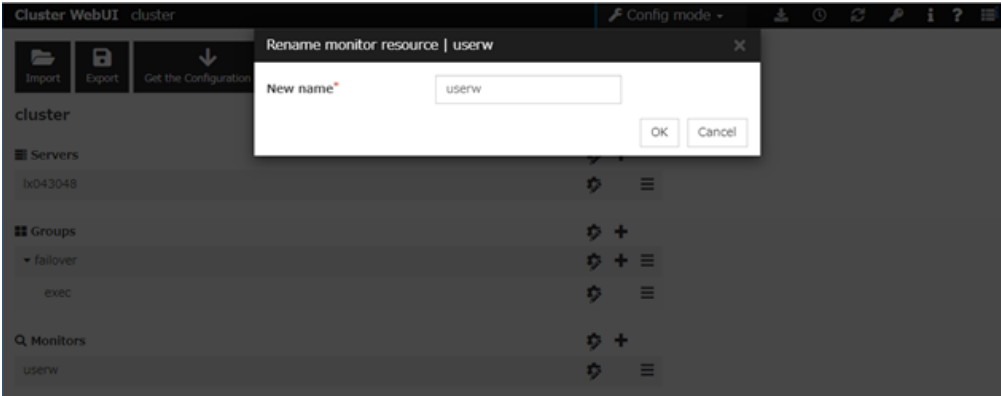 Cluster WebUI cluster
Config mode
Import
Export
Get the Configuration
Rename monitor resource | userw
New name*
userw
OK
Cancel
cluster
Servers
lx043048
Groups
failover
exec
Monitors
userw